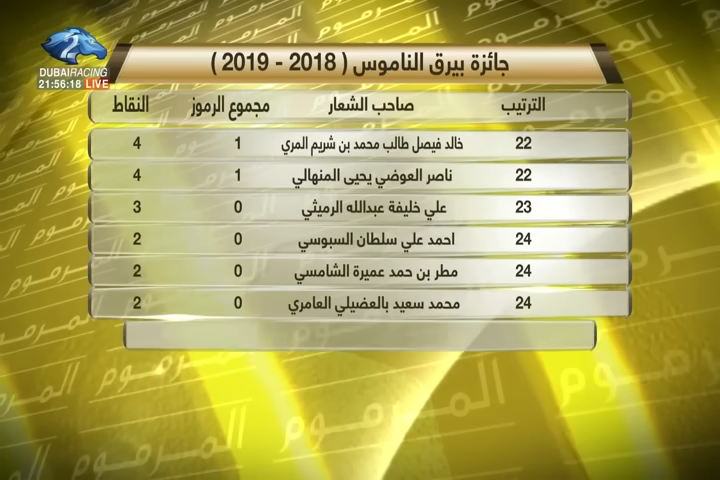 DUBAI RACING
21:56:18 LIVE
جائزة بيرق الناموس ( 2018 - 2019 )
الترتيب صاحب الشعار مجموع الرموز النقاط
22 خالد فيصل طالب محمد بن شريم المري 1 4
22 ناصر العوضي يحيى المنهالي 1 4
23 علي خليفة عبدالله الرميثي 0 3
24 احمد علي سلطان السبوسي 0 2
24 مطر بن حمد عميرة الشامسي 0 2
24 محمد سعيد بالعضيلي العامري 0 2
المرموم